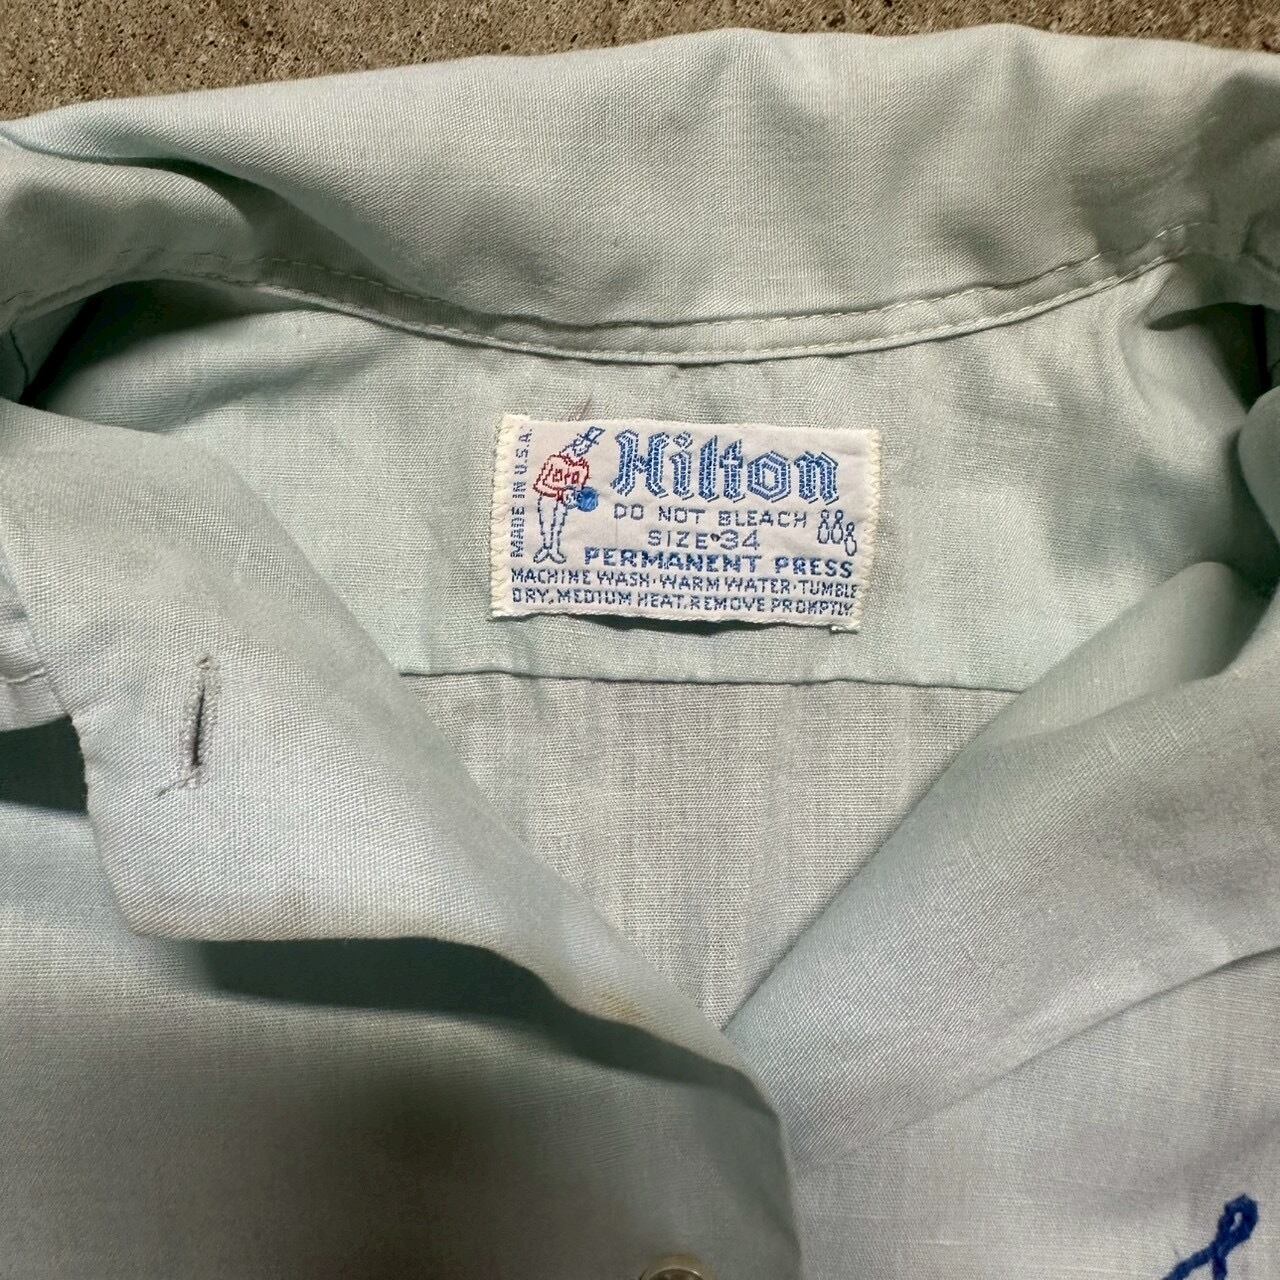 MADE IN U.S.A.
Hilton
DO NOT BLEACH
SIZE•34
PERMANENT PRESS
MACHINE WASH•WARM WATER•TUMBLE
DRY, MEDIUM HEAT, REMOVE PROMPTLY.